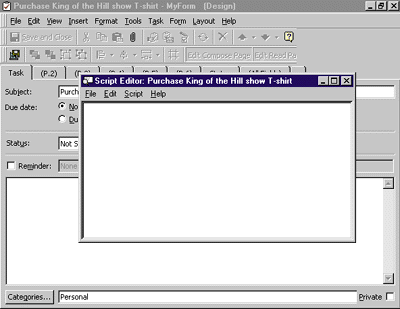 Purchase King of the Hill show T-shirt - MyForm (Design)
File Edit View Insert Format Tools Task Form Layout Help
Save and Close
Edit Compose Page Edit Read Pa
Task (P.2)
Subject: Purch
Script Editor: Purchase King of the Hill show T-shirt
File Edit Script Help
Due date: No
Du
Status: Not S
Reminder: None
Categories... Personal Private